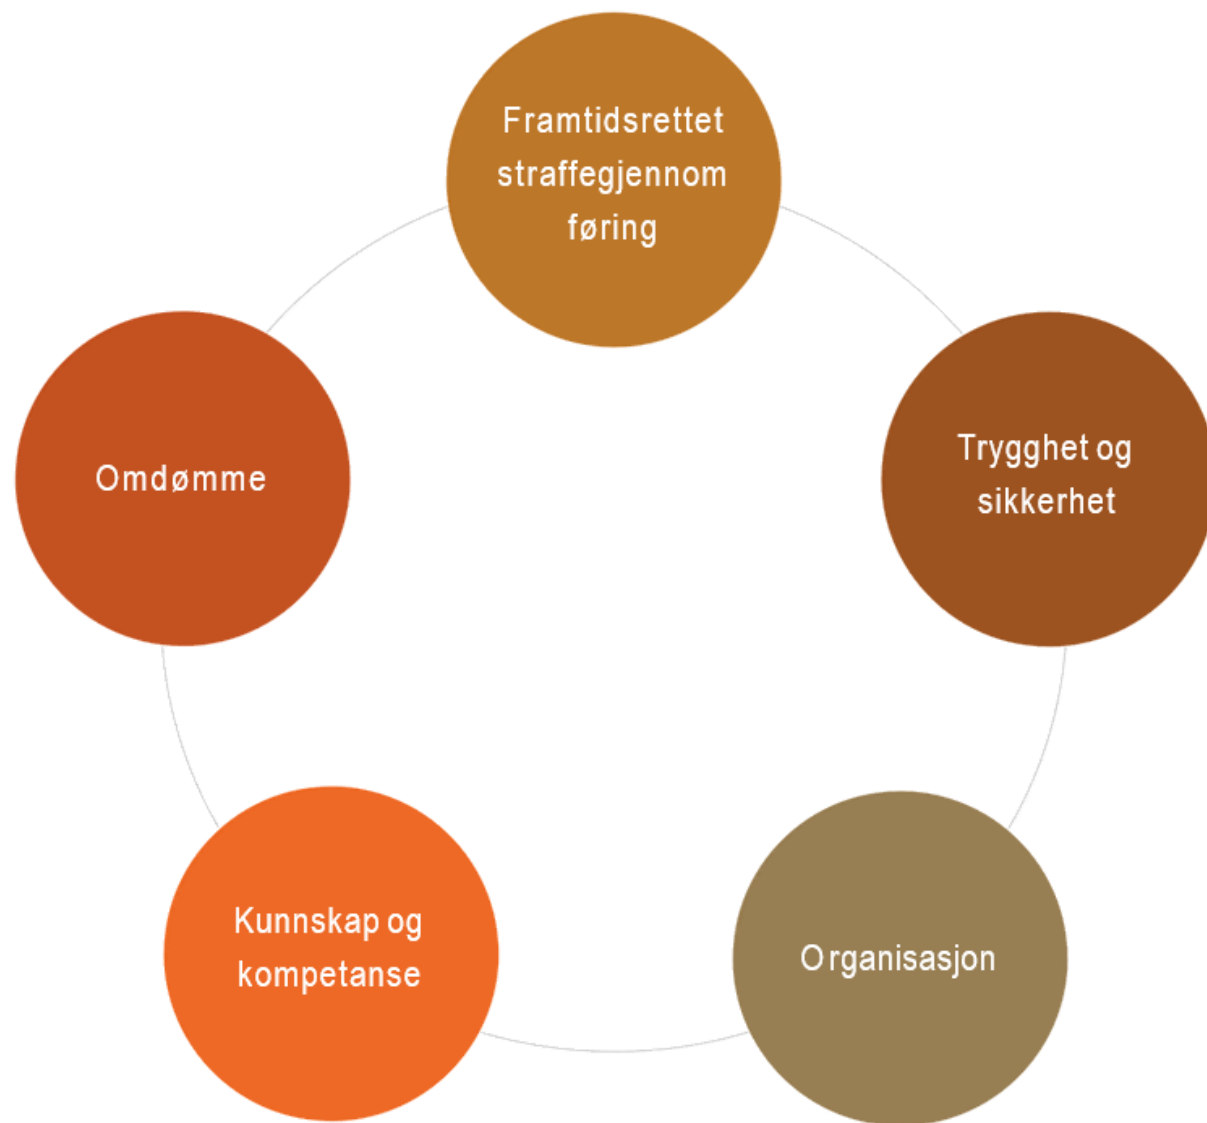 Framtidsrettet
straffegjennom
føring
Trygghet og
sikkerhet
Organisasjon
Kunnskap og
kompetanse
Omdømme